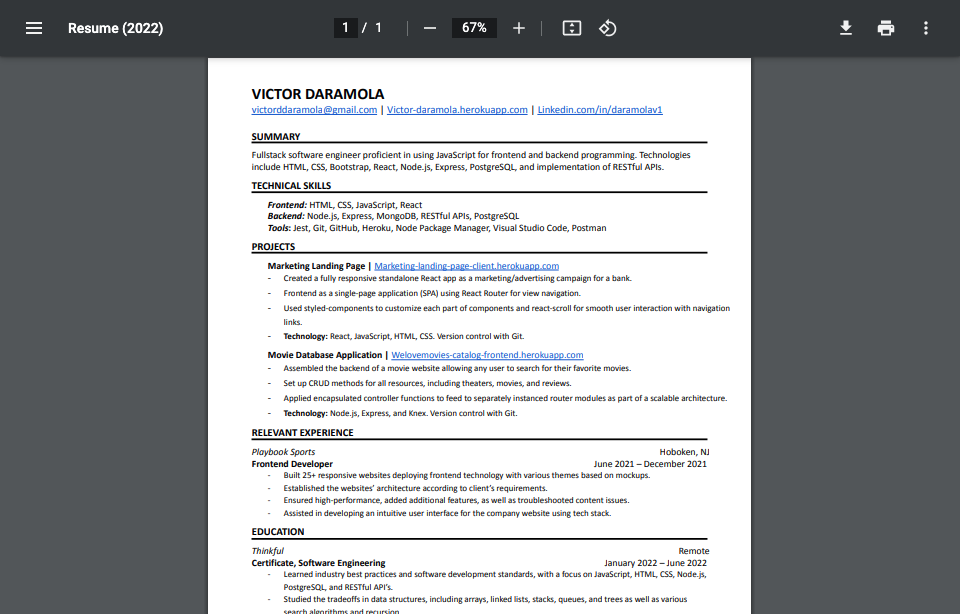 Resume (2022)
1 / 1
67%
VICTOR DARAMOLA
victorddaramola@gmail.com | Victor-daramola.herokuapp.com | Linkedin.com/in/daramolav1
SUMMARY
Fullstack software engineer proficient in using JavaScript for frontend and backend programming. Technologies
include HTML, CSS, Bootstrap, React, Node.js, Express, PostgreSQL, and implementation of RESTful APIs.
TECHNICAL SKILLS
Frontend: HTML, CSS, JavaScript, React
Backend: Node.js, Express, MongoDB, RESTful APIs, PostgreSQL
Tools: Jest, Git, GitHub, Heroku, Node Package Manager, Visual Studio Code, Postman
PROJECTS
Marketing Landing Page | Marketing-landing-page-client.herokuapp.com
- Created a fully responsive standalone React app as a marketing/advertising campaign for a bank.
- Frontend as a single-page application (SPA) using React Router for view navigation.
- Used styled-components to customize each part of components and react-scroll for smooth user interaction with navigation
links.
- Technology: React, JavaScript, HTML, CSS. Version control with Git.
Movie Database Application | Welovemovies-catalog-frontend.herokuapp.com
- Assembled the backend of a movie website allowing any user to search for their favorite movies.
- Set up CRUD methods for all resources, including theaters, movies, and reviews.
- Applied encapsulated controller functions to feed to separately instanced router modules as part of a scalable architecture.
- Technology: Node.js, Express, and Knex. Version control with Git.
RELEVANT EXPERIENCE
Playbook Sports Hoboken, NJ
Frontend Developer June 2021 – December 2021
- Built 25+ responsive websites deploying frontend technology with various themes based on mockups.
- Established the websites' architecture according to client's requirements.
- Ensured high-performance, added additional features, as well as troubleshooted content issues.
- Assisted in developing an intuitive user interface for the company website using tech stack.
EDUCATION
Thinkful Remote
Certificate, Software Engineering January 2022 – June 2022
- Learned industry best practices and software development standards, with a focus on JavaScript, HTML, CSS, Node.js,
PostgreSQL, and RESTful API's.
- Studied the tradeoffs in data structures, including arrays, linked lists, stacks, queues, and trees as well as various
search algorithms and recursion.